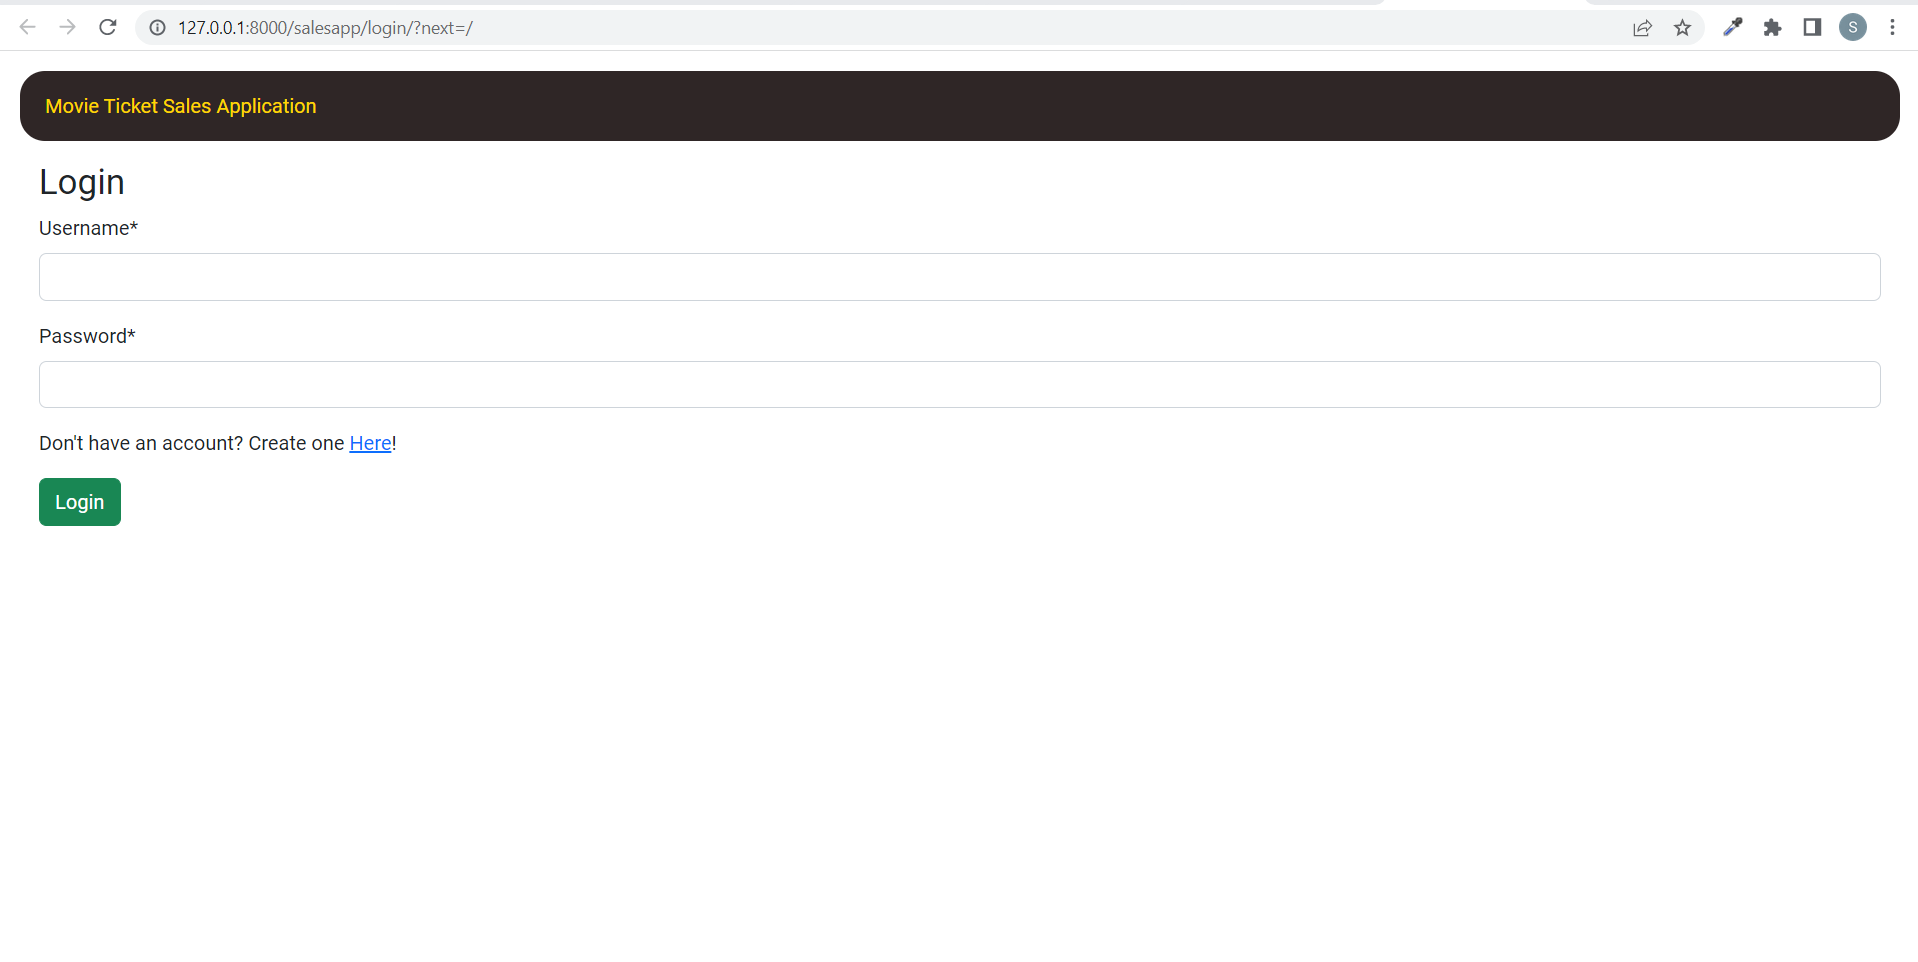 127.0.0.1:8000/salesapp/login/?next=/
S
Movie Ticket Sales Application
Login
Username*
Password*
Don't have an account? Create one Here!
Login